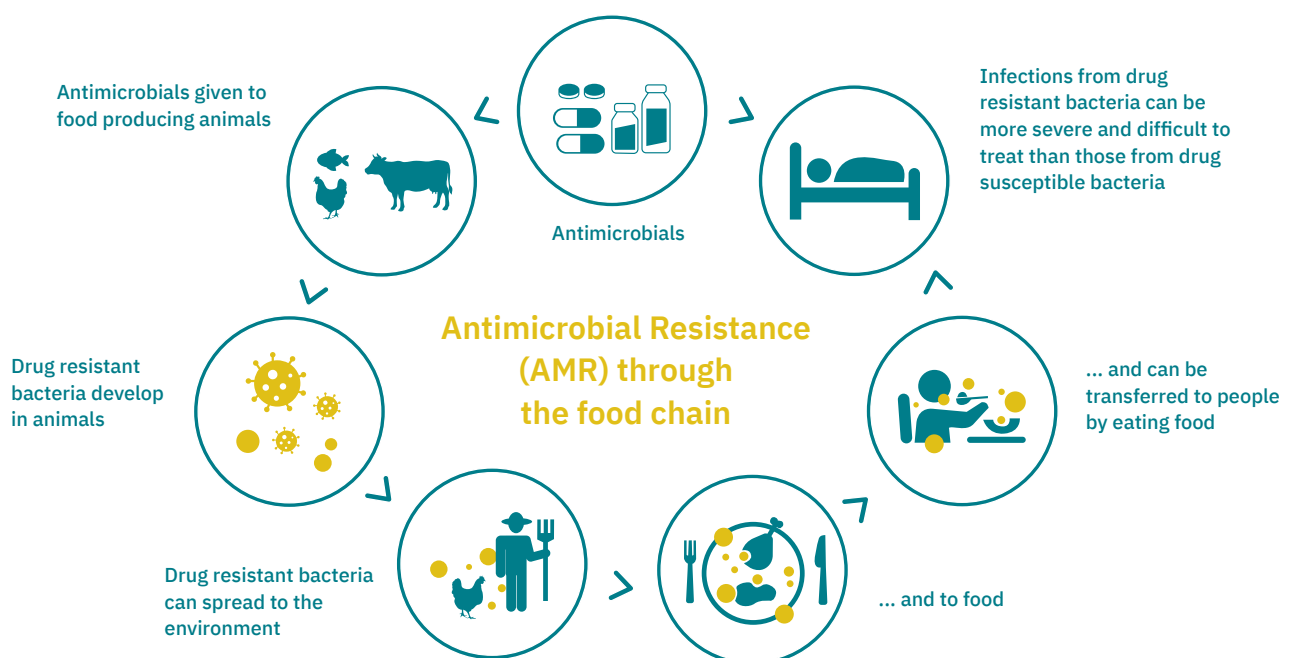 Antimicrobial Resistance
(AMR) through
the food chain
Antimicrobials
Antimicrobials given to
food producing animals
Drug resistant
bacteria develop
in animals
Drug resistant bacteria
can spread to the
environment
... and to food
... and can be
transferred to people
by eating food
Infections from drug
resistant bacteria can be
more severe and difficult to
treat than those from drug
susceptible bacteria